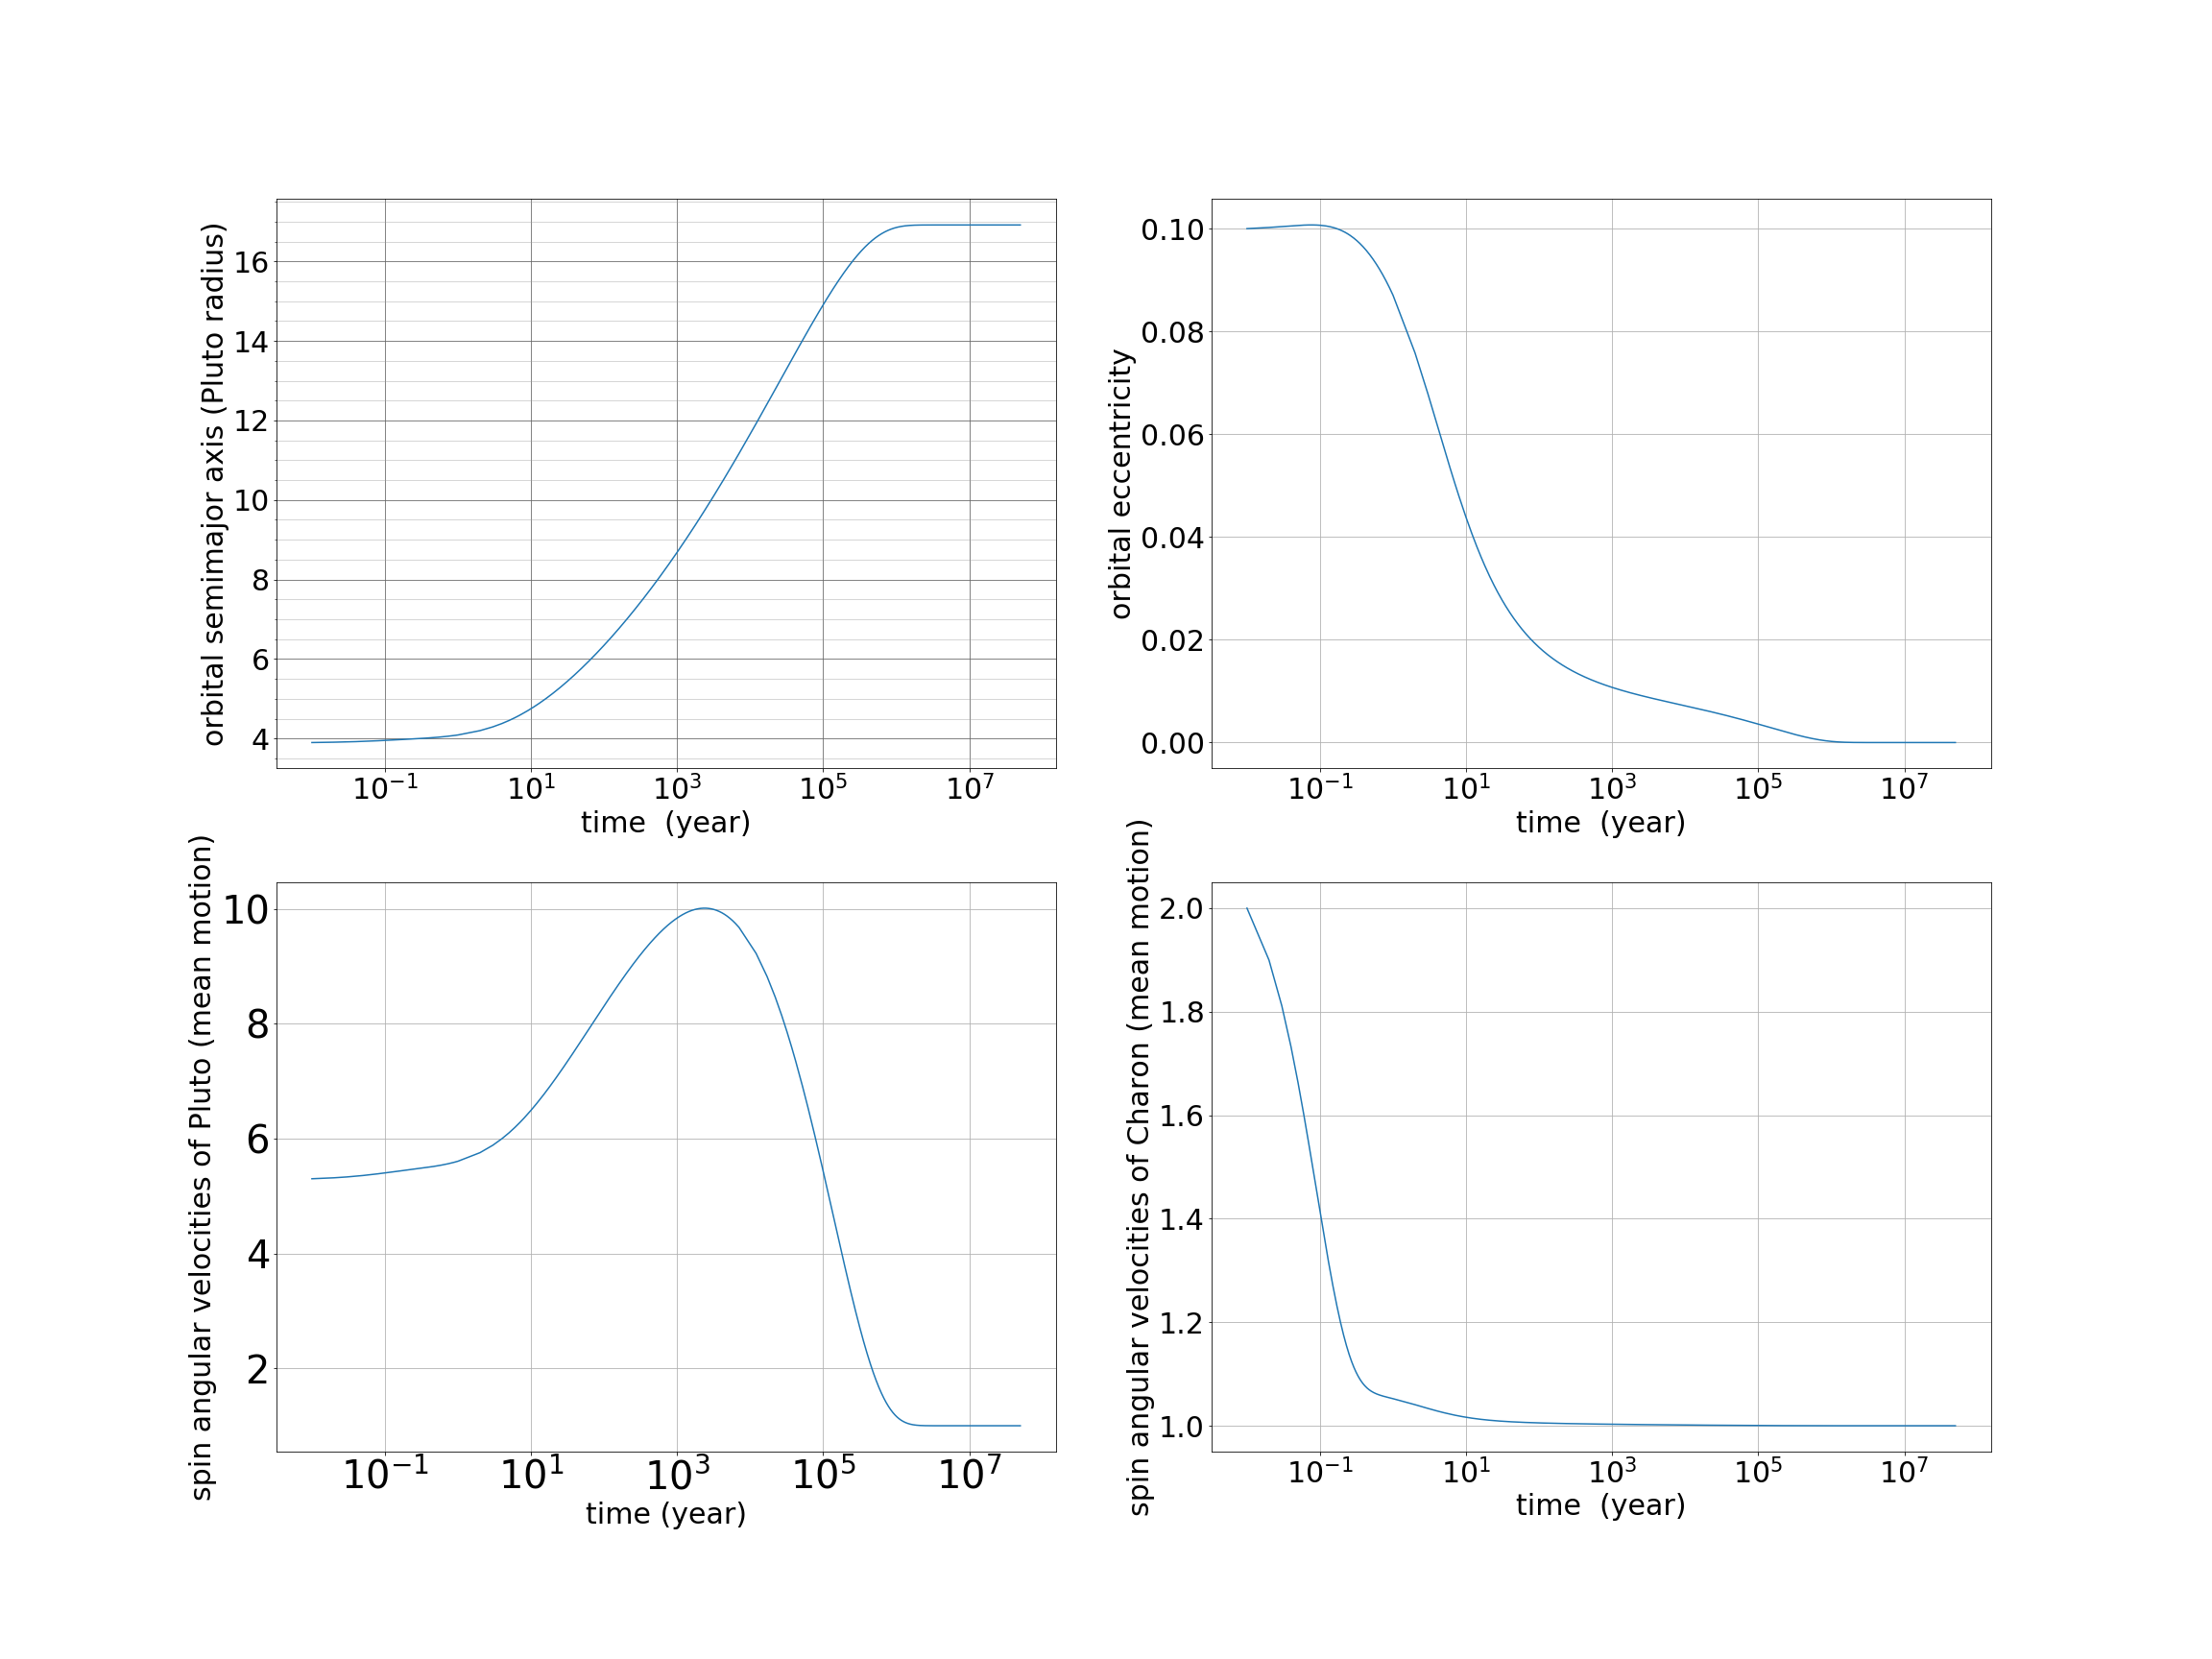 orbital semimajor axis (Pluto radius)
16
14
12
10
8
6
4
10⁻¹ 10¹ 10³ 10⁵ 10⁷
time (year)
orbital eccentricity
0.10
0.08
0.06
0.04
0.02
0.00
10⁻¹ 10¹ 10³ 10⁵ 10⁷
time (year)
spin angular velocities of Pluto (mean motion)
10
8
6
4
2
10⁻¹ 10¹ 10³ 10⁵ 10⁷
time (year)
spin angular velocities of Charon (mean motion)
2.0
1.8
1.6
1.4
1.2
1.0
10⁻¹ 10¹ 10³ 10⁵ 10⁷
time (year)